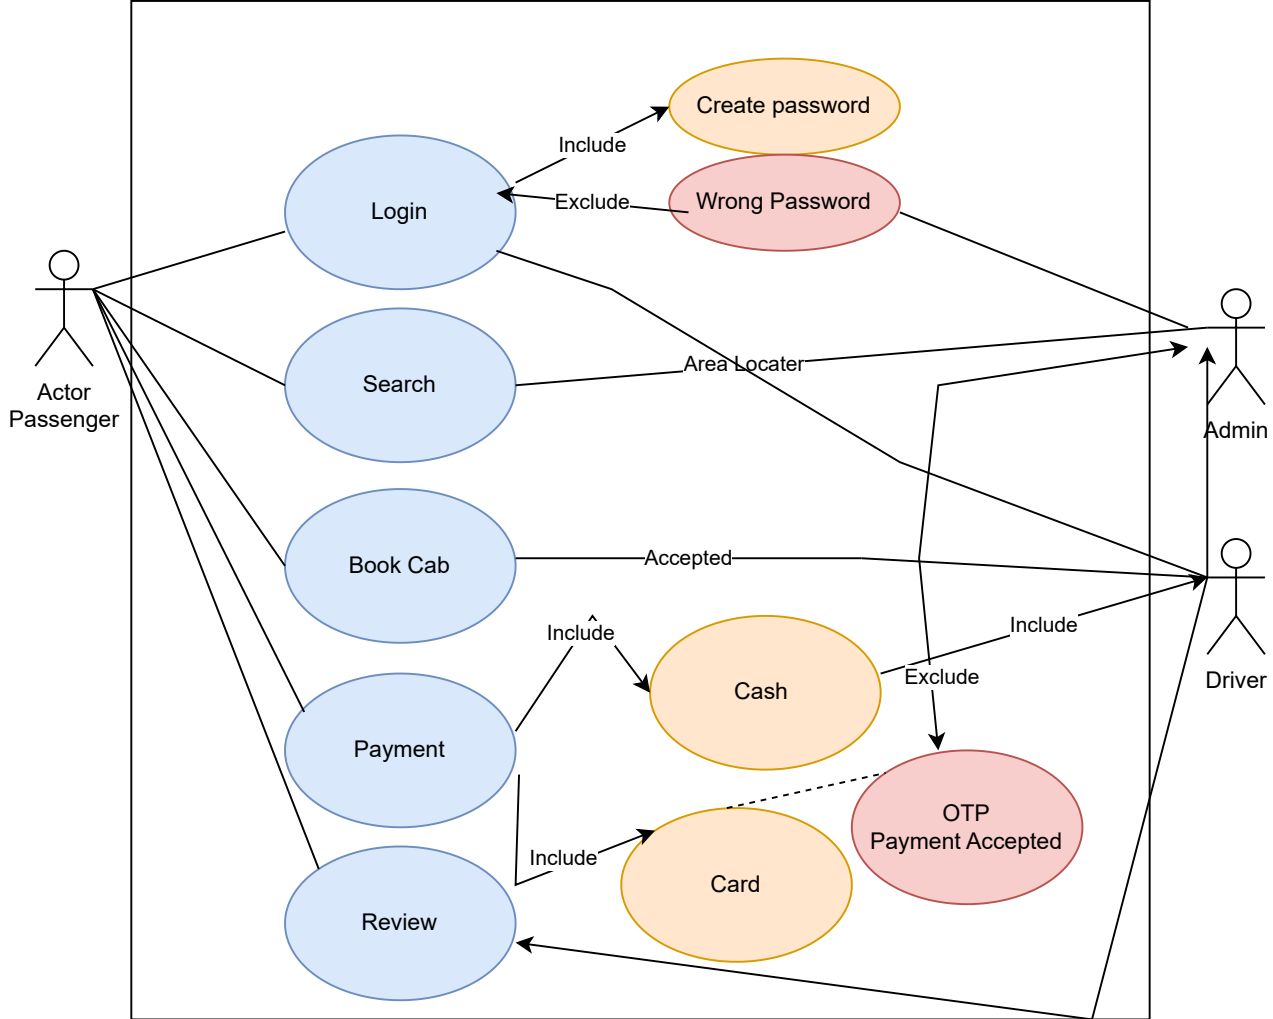 Create password
Include
Login
Exclude
Wrong Password
Actor
Passenger
Search
Area Locater
Admin
Book Cab
Accepted
Include
Include
Driver
Cash
Exclude
Payment
OTP
Payment Accepted
Include
Card
Review